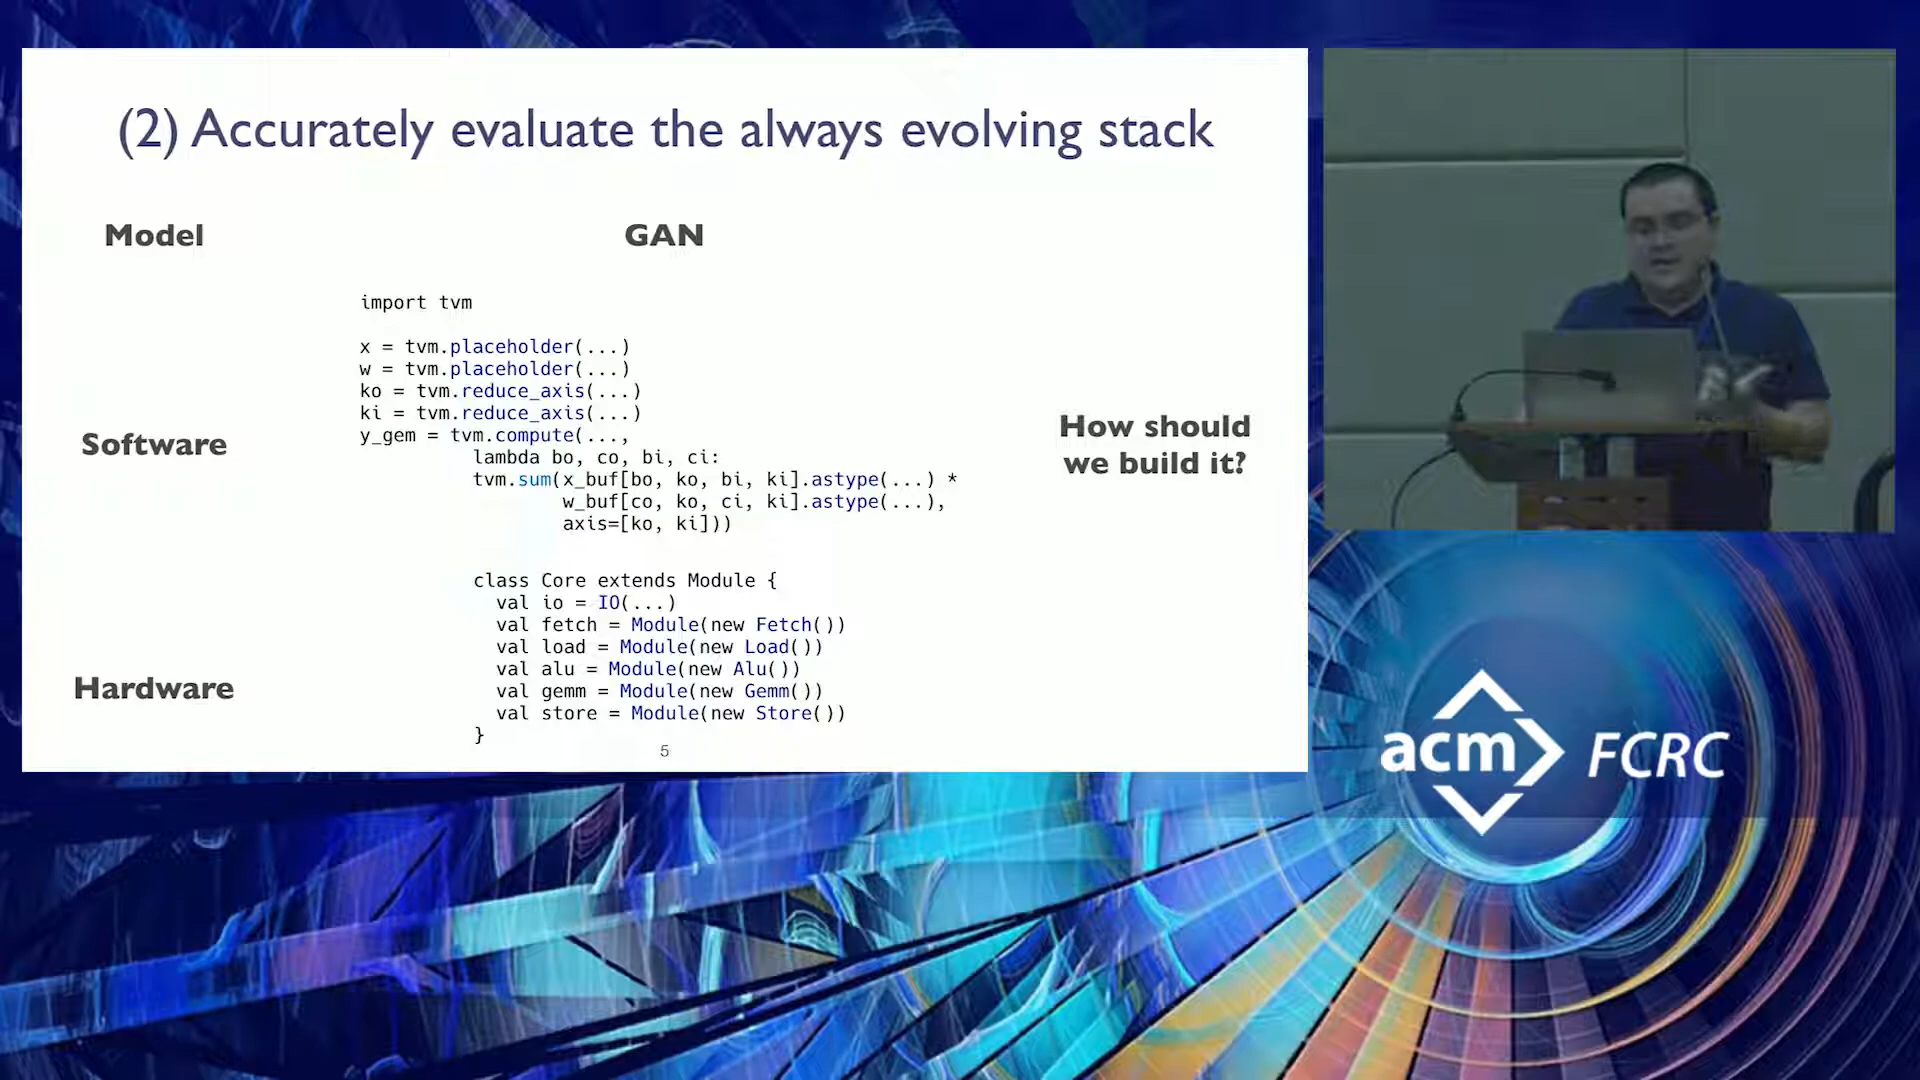 (2) Accurately evaluate the always evolving stack
Model
GAN
import tvm
x = tvm.placeholder(...)
w = tvm.placeholder(...)
ko = tvm.reduce_axis(...)
ki = tvm.reduce_axis(...)
y_gem = tvm.compute(...,
lambda bo, co, bi, ci:
tvm.sum(x_buf[bo, ko, bi, ki].astype(...) *
w_buf[co, ko, ci, ki].astype(...),
axis=[ko, ki]))
Software
How should
we build it?
class Core extends Module {
val io = IO(...)
val fetch = Module(new Fetch())
val load = Module(new Load())
val alu = Module(new Alu())
val gemm = Module(new Gemm())
val store = Module(new Store())
}
Hardware
5
acm FCRC